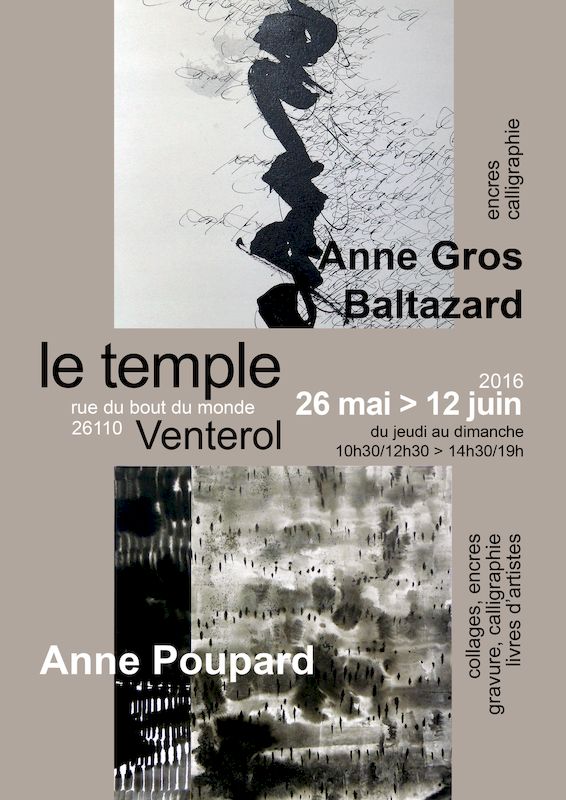 encres
calligraphie
Anne Gros
Baltazard
le temple
rue du bout du monde
26110 Venterol
2016
26 mai > 12 juin
du jeudi au dimanche
10h30/12h30 > 14h30/19h
collages, encres
gravure, calligraphie
livres d'artistes
Anne Poupard